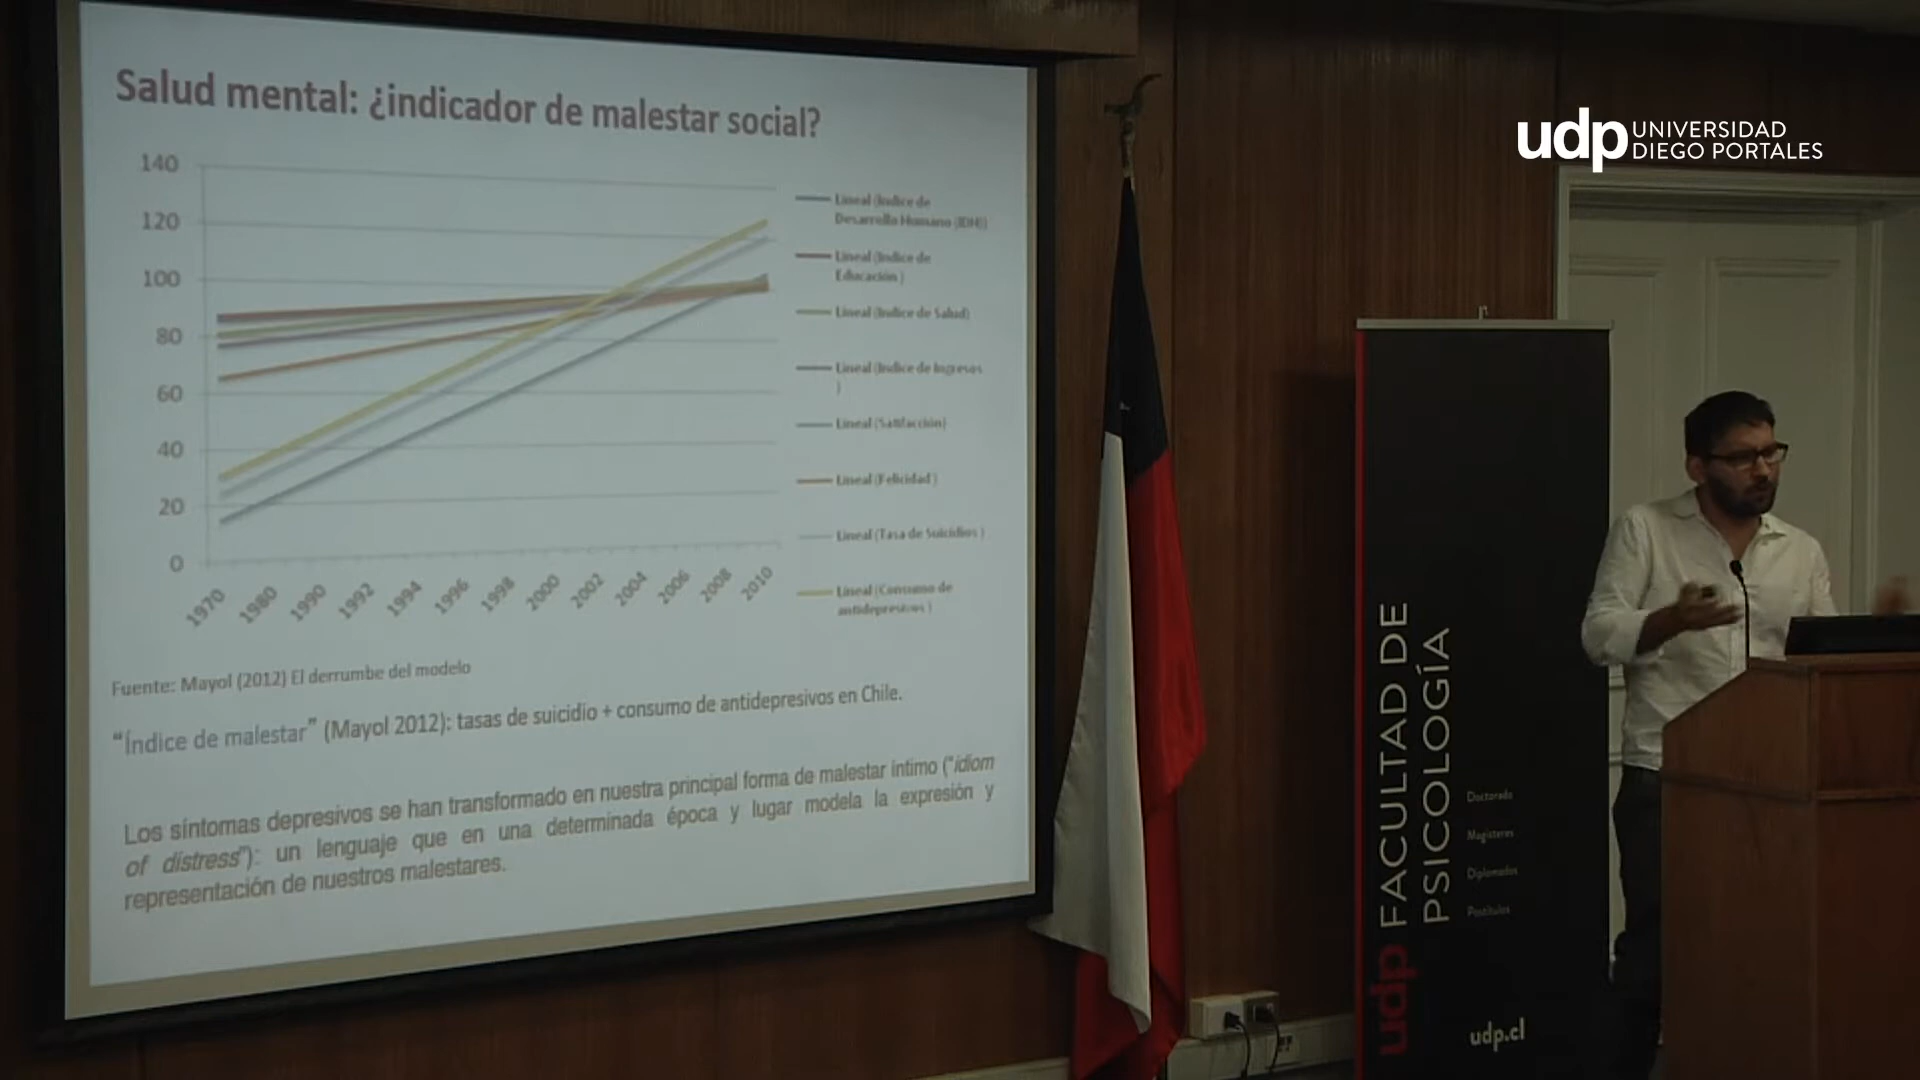 Salud mental: ¿indicador de malestar social?
140
120
100
80
60
40
20
0
1970
1980
1990
1992
1994
1996
1998
2000
2002
2004
2006
2008
2010
Lineal (Índice de
Desarrollo Humano (IDH))
Lineal (Índice de
Educación )
Lineal (Índice de Salud)
Lineal (Índice de Ingresos
)
Lineal (Satifacción)
Lineal (Felicidad )
Lineal (Tasa de Suicidios )
Lineal (Consumo de
antidepresivos )
Fuente: Mayol (2012) El derrumbe del modelo
“Índice de malestar” (Mayol 2012): tasas de suicidio + consumo de antidepresivos en Chile.
Los síntomas depresivos se han transformado en nuestra principal forma de malestar íntimo (“idiom
of distress”): un lenguaje que en una determinada época y lugar modela la expresión y
representación de nuestros malestares.
udp UNIVERSIDAD
DIEGO PORTALES
udp FACULTAD DE
PSICOLOGÍA
Doctorado
Magísteres
Diplomados
Postítulos
udp.cl